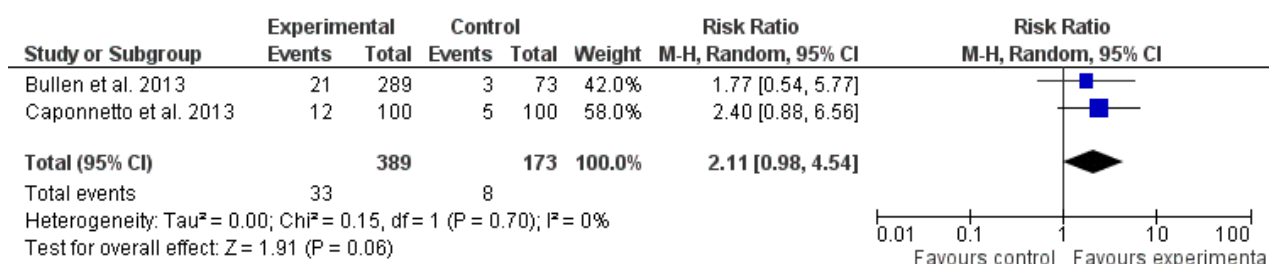 Experimental Control Risk Ratio Risk Ratio
Study or Subgroup Events Total Events Total Weight M-H, Random, 95% CI M-H, Random, 95% CI
Bullen et al. 2013 21 289 3 73 42.0% 1.77 [0.54, 5.77]
Caponnetto et al. 2013 12 100 5 100 58.0% 2.40 [0.88, 6.56]
Total (95% CI) 389 173 100.0% 2.11 [0.98, 4.54]
Total events 33 8
Heterogeneity: Tau² = 0.00; Chi² = 0.15, df = 1 (P = 0.70); I² = 0%
Test for overall effect: Z = 1.91 (P = 0.06)
0.01 0.1 1 10 100
Favours control Favours experimenta